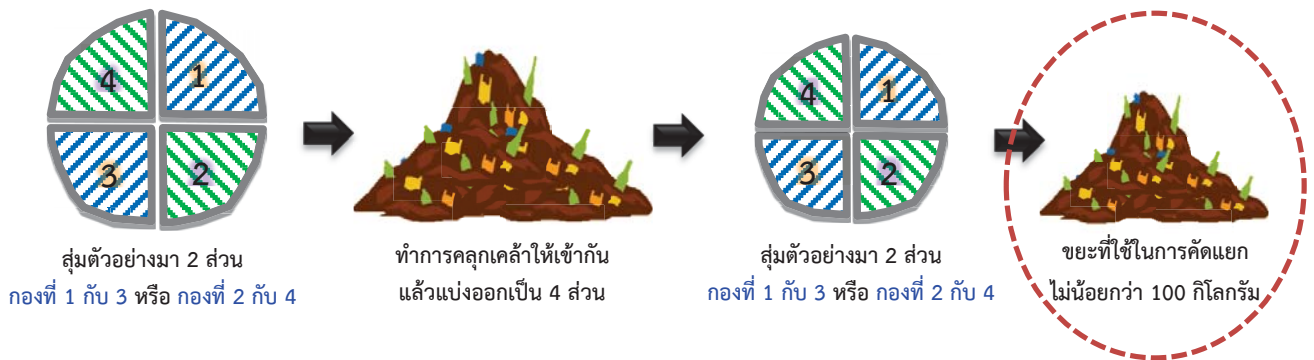 4
1
3
2
สุ่มตัวอย่างมา 2 ส่วน
กองที่ 1 กับ 3 หรือ กองที่ 2 กับ 4
ทำการคลุกเคล้าให้เข้ากัน
แล้วแบ่งออกเป็น 4 ส่วน
4
1
3
2
สุ่มตัวอย่างมา 2 ส่วน
กองที่ 1 กับ 3 หรือ กองที่ 2 กับ 4
ขยะที่ใช้ในการคัดแยก
ไม่น้อยกว่า 100 กิโลกรัม